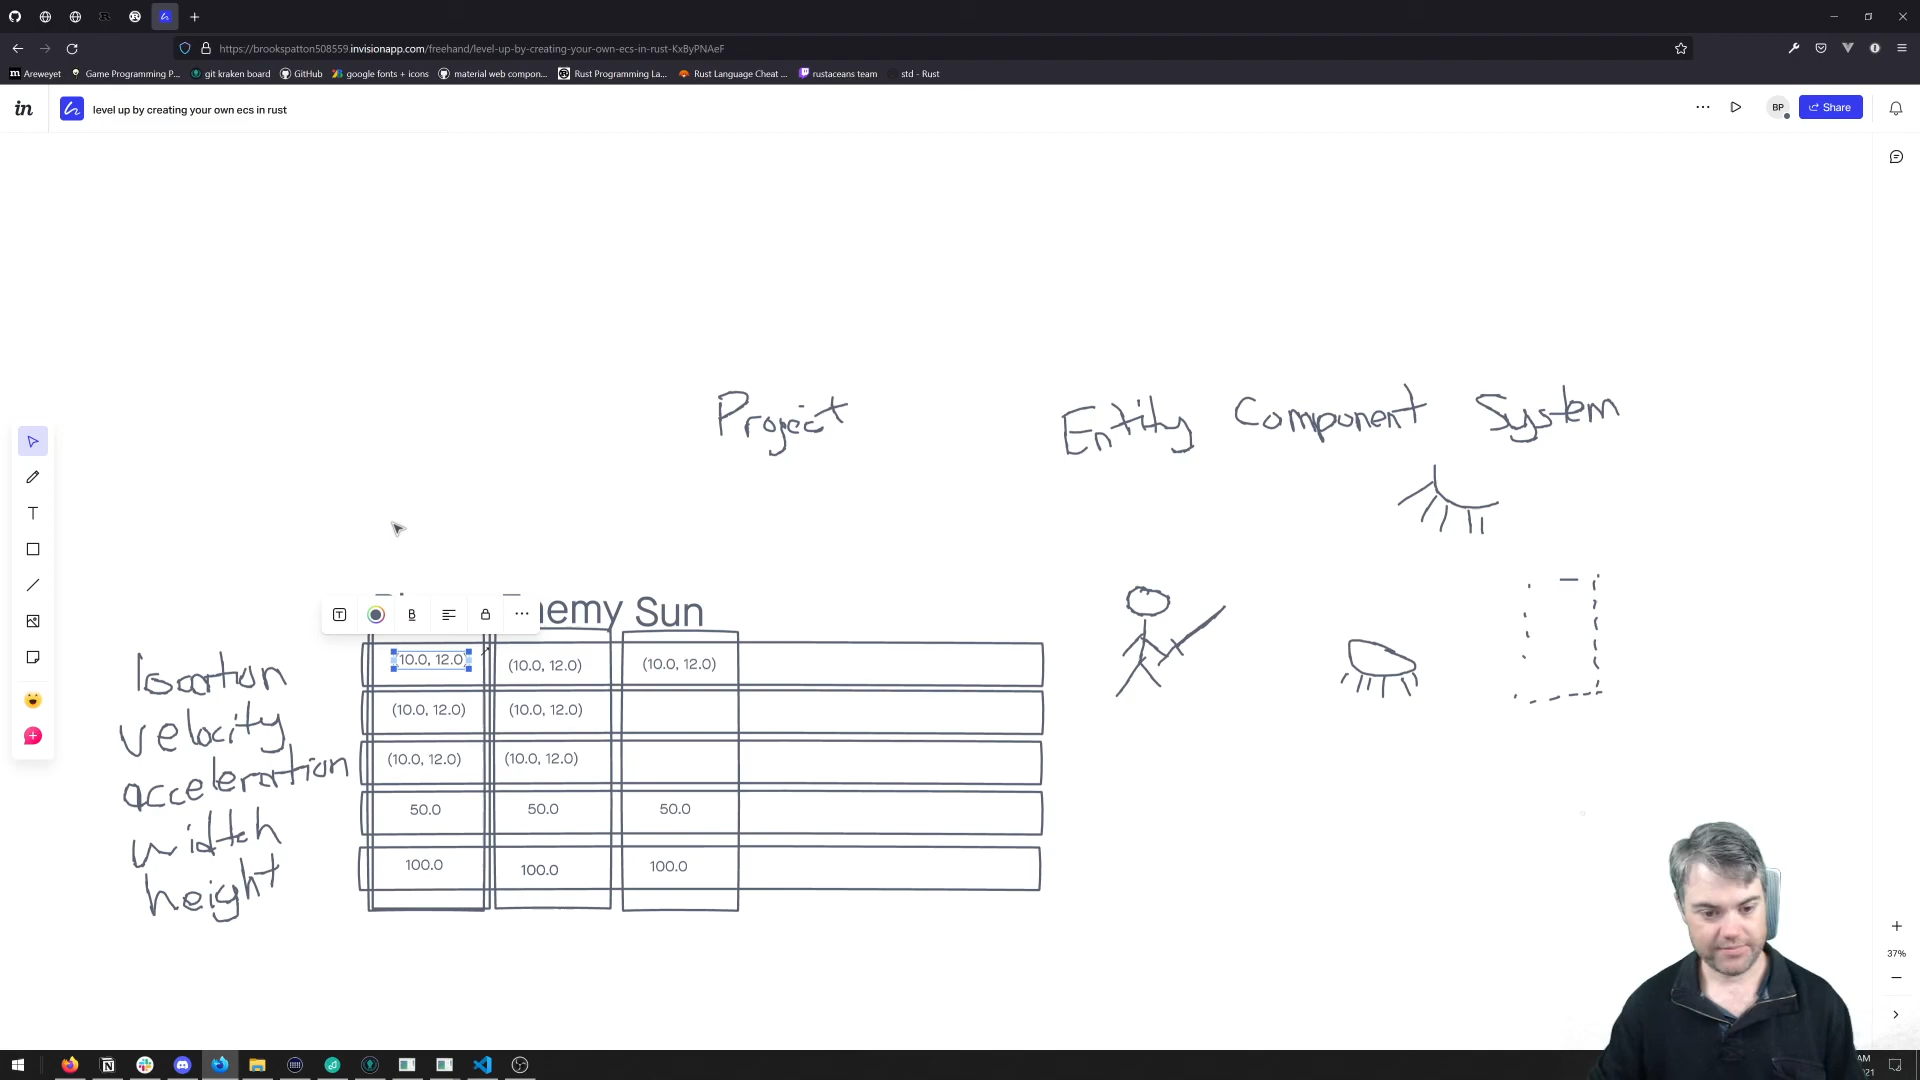 https://brookspatton508559.invisionapp.com/freehand/level-up-by-creating-your-own-ecs-in-rust-KxByPNAeF
Areweyet
Game Programming P...
git kraken board
GitHub
google fonts + icons
material web compon...
Rust Programming La...
Rust Language Cheat ...
rustaceans team
std - Rust
in
level up by creating your own ecs in rust
BP
Share
Project
Entity Component System
Sun
location
(10.0, 12.0)
(10.0, 12.0)
(10.0, 12.0)
velocity
(10.0, 12.0)
(10.0, 12.0)
acceleration
(10.0, 12.0)
(10.0, 12.0)
width
50.0
50.0
50.0
height
100.0
100.0
100.0
37%